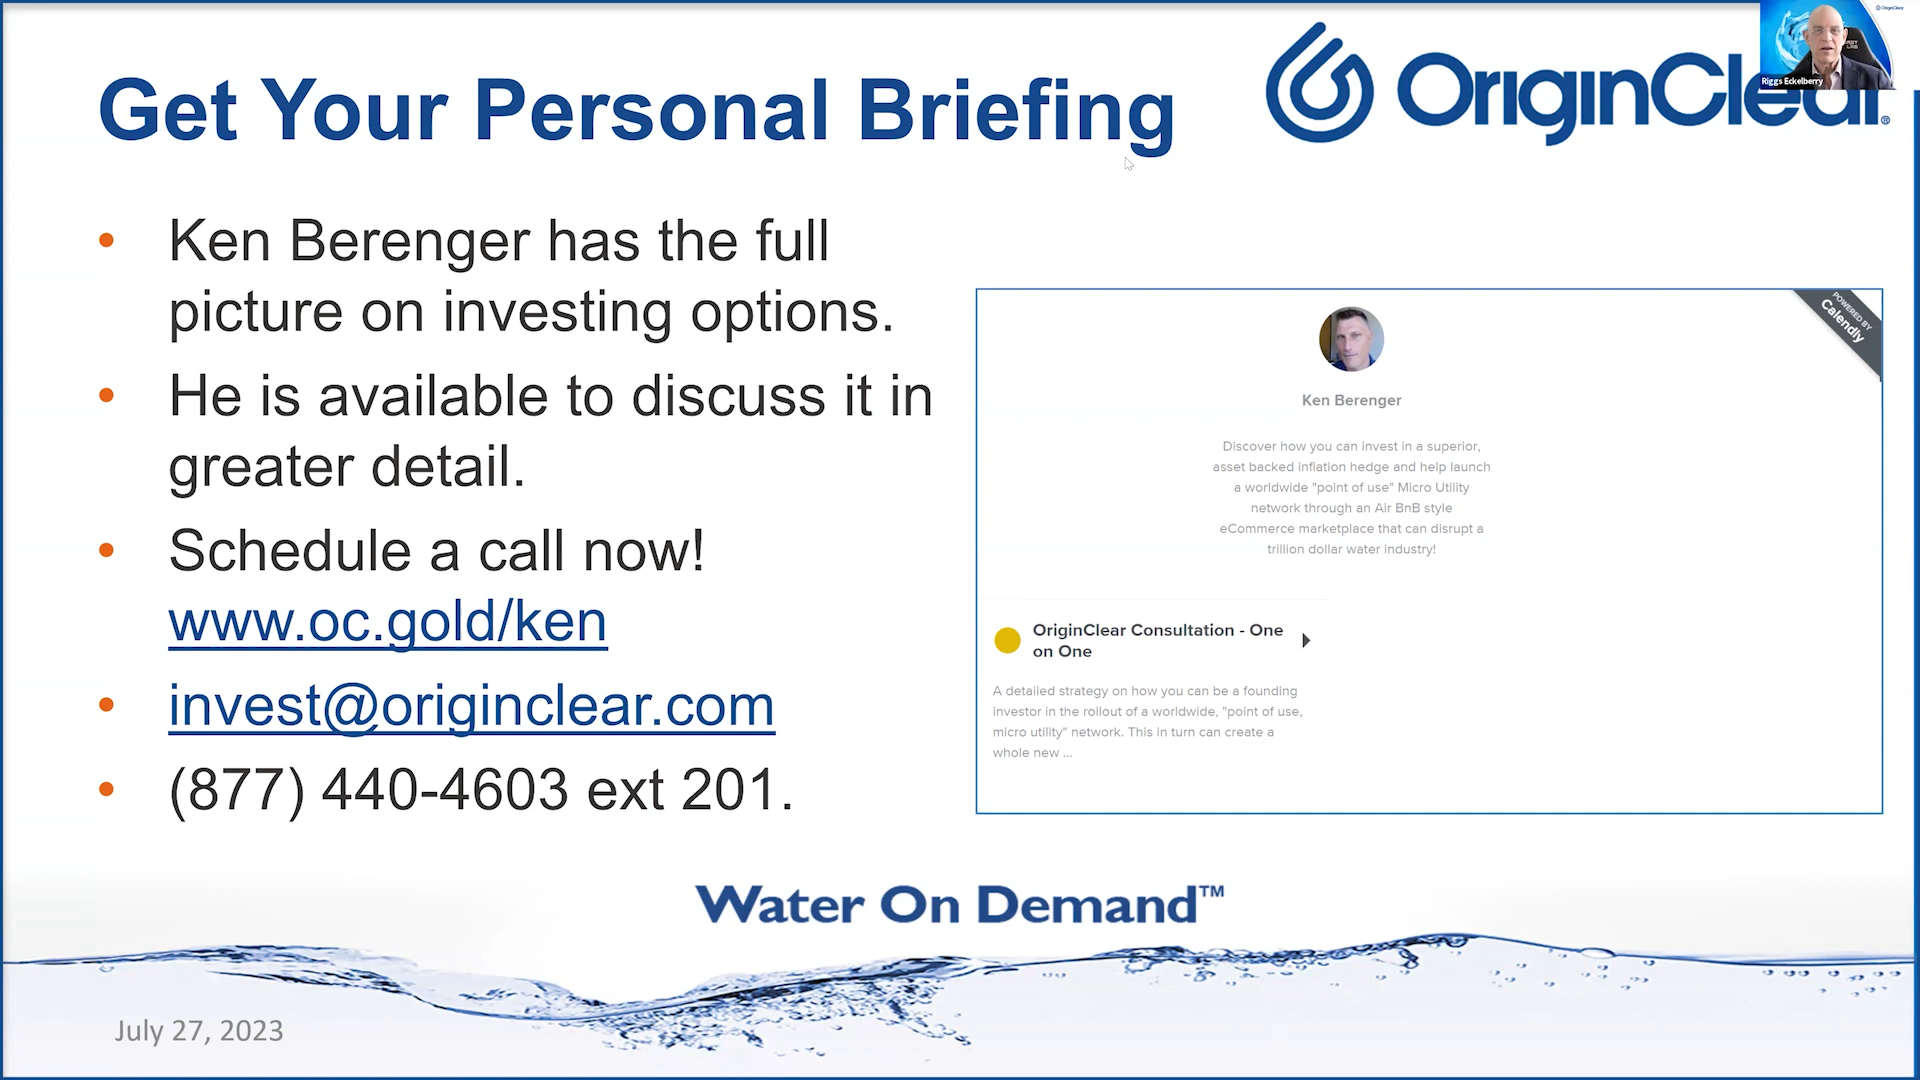 Get Your Personal Briefing
OriginClear®
OriginClear
Riggs Eckelberry
• Ken Berenger has the full
picture on investing options.
• He is available to discuss it in
greater detail.
• Schedule a call now!
www.oc.gold/ken
• invest@originclear.com
• (877) 440-4603 ext 201.
POWERED BY
Calendly
Ken Berenger
Discover how you can invest in a superior,
asset backed inflation hedge and help launch
a worldwide "point of use" Micro Utility
network through an Air BnB style
eCommerce marketplace that can disrupt a
trillion dollar water industry!
OriginClear Consultation - One
on One
A detailed strategy on how you can be a founding
investor in the rollout of a worldwide, "point of use,
micro utility" network. This in turn can create a
whole new ...
Water On Demand™
July 27, 2023